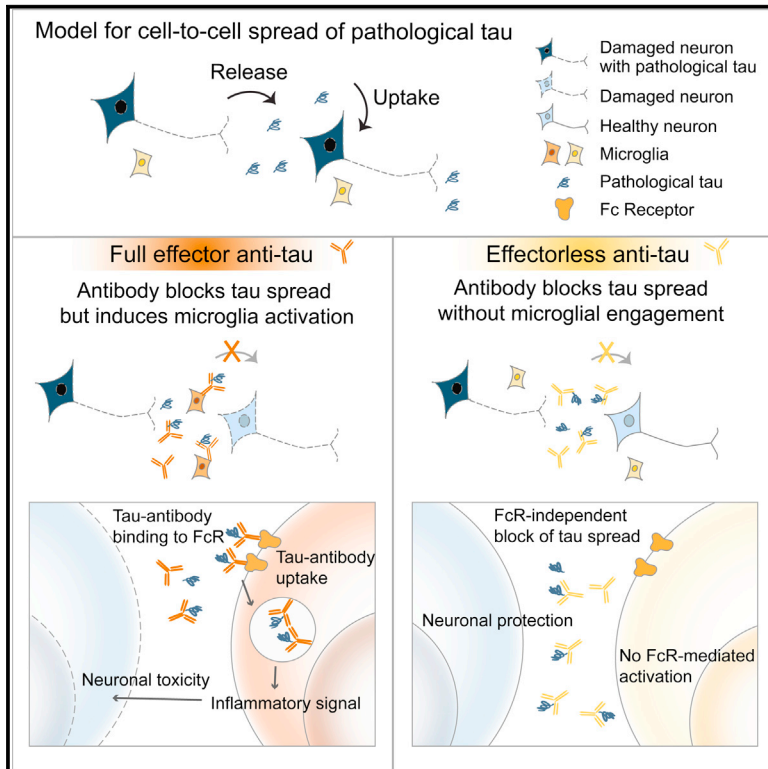 Model for cell-to-cell spread of pathological tau
Release
Uptake
Damaged neuron
with pathological tau
Damaged neuron
Healthy neuron
Microglia
Pathological tau
Fc Receptor
Full effector anti-tau
Antibody blocks tau spread
but induces microglia activation
Tau-antibody
binding to FcR
Tau-antibody
uptake
Neuronal toxicity
Inflammatory signal
Effectorless anti-tau
Antibody blocks tau spread
without microglial engagement
FcR-independent
block of tau spread
Neuronal protection
No FcR-mediated
activation